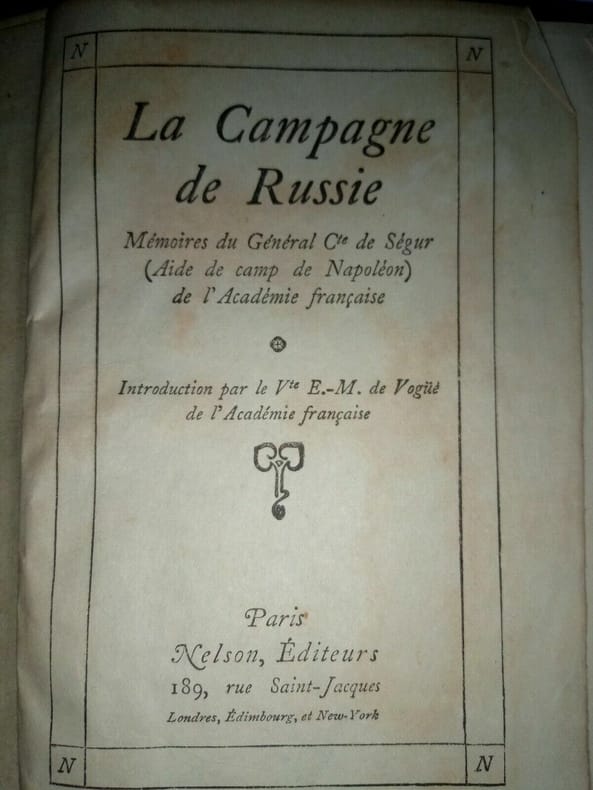 N N
La Campagne
de Russie
Mémoires du Général Cte de Ségur
(Aide de camp de Napoléon)
de l'Académie française
Introduction par le Vte E.-M. de Vogüé
de l'Académie française
Paris
Nelson, Éditeurs
189, rue Saint-Jacques
Londres, Édimbourg, et New-York
N N